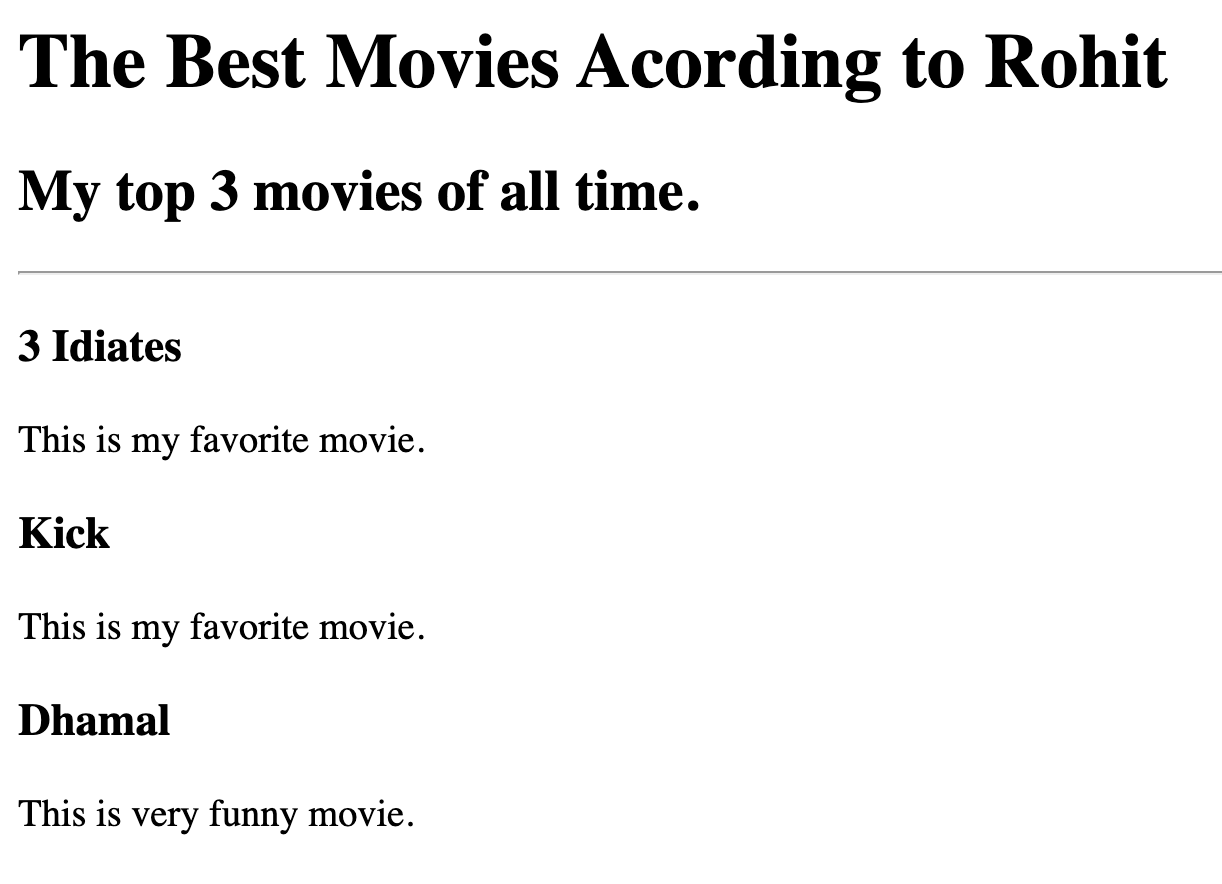 The Best Movies Acording to Rohit
My top 3 movies of all time.
3 Idiates
This is my favorite movie.
Kick
This is my favorite movie.
Dhamal
This is very funny movie.